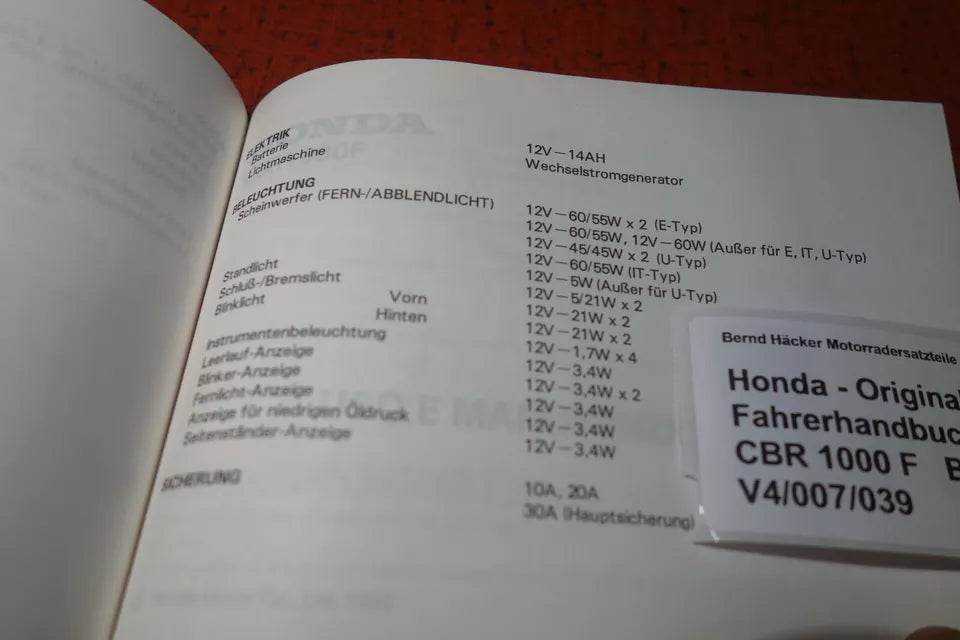 ELEKTRIK
Batterie 12V—14AH
Lichtmaschine Wechselstromgenerator
BELEUCHTUNG
Scheinwerfer (FERN-/ABBLENDLICHT) 12V—60/55W x 2 (E-Typ)
12V—60/55W, 12V—60W (Außer für E, IT, U-Typ)
12V—45/45W x 2 (U-Typ)
12V—60/55W (IT-Typ)
Standlicht 12V—5W (Außer für U-Typ)
Schluß-/Bremslicht 12V—5/21W x 2
Blinklicht Vorn 12V—21W x 2
Hinten 12V—21W x 2
Instrumentenbeleuchtung 12V—1,7W x 4
Leerlauf-Anzeige 12V—3,4W
Blinker-Anzeige 12V—3,4W x 2
Fernlicht-Anzeige 12V—3,4W
Anzeige für niedrigen Öldruck 12V—3,4W
Seitenständer-Anzeige 12V—3,4W
SICHERUNG 10A, 20A
30A (Hauptsicherung)
Bernd Häcker Motorradersatzteile
Honda - Original
Fahrerhandbuc
CBR 1000 F
V4/007/039
HONDA